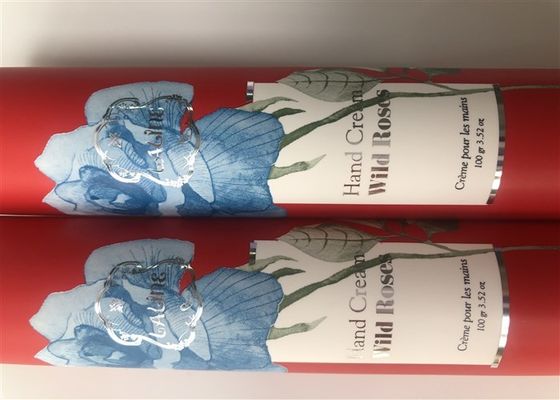 Hand Cream
Wild Roses
Crème pour les mains
100 gr 3.52 oz
Hand Cream
Wild Roses
Crème pour les mains
100 gr 3.52 oz